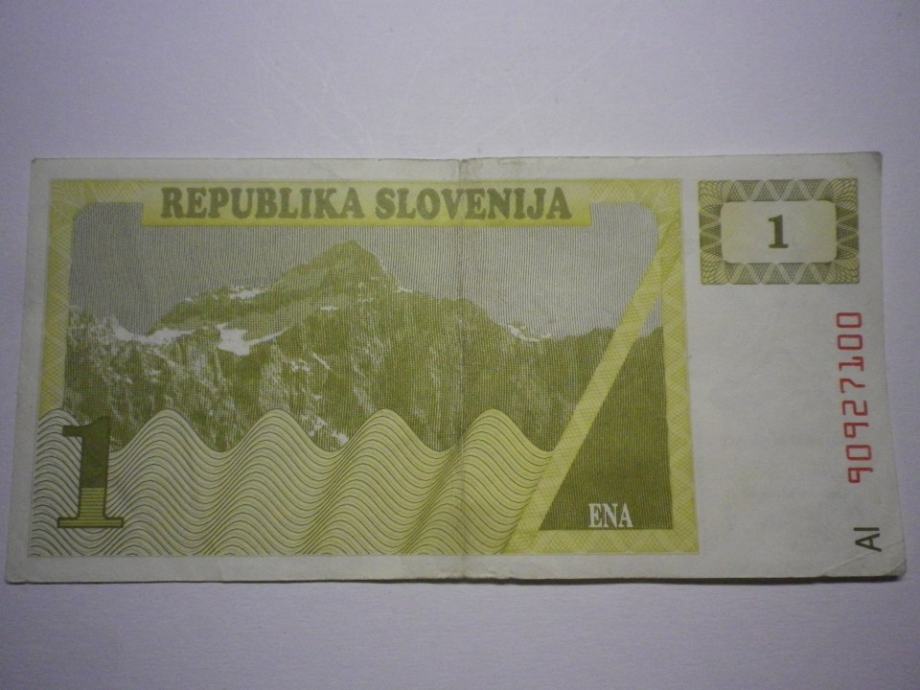 REPUBLIKA SLOVENIJA
1
1
ENA
AI 90927100